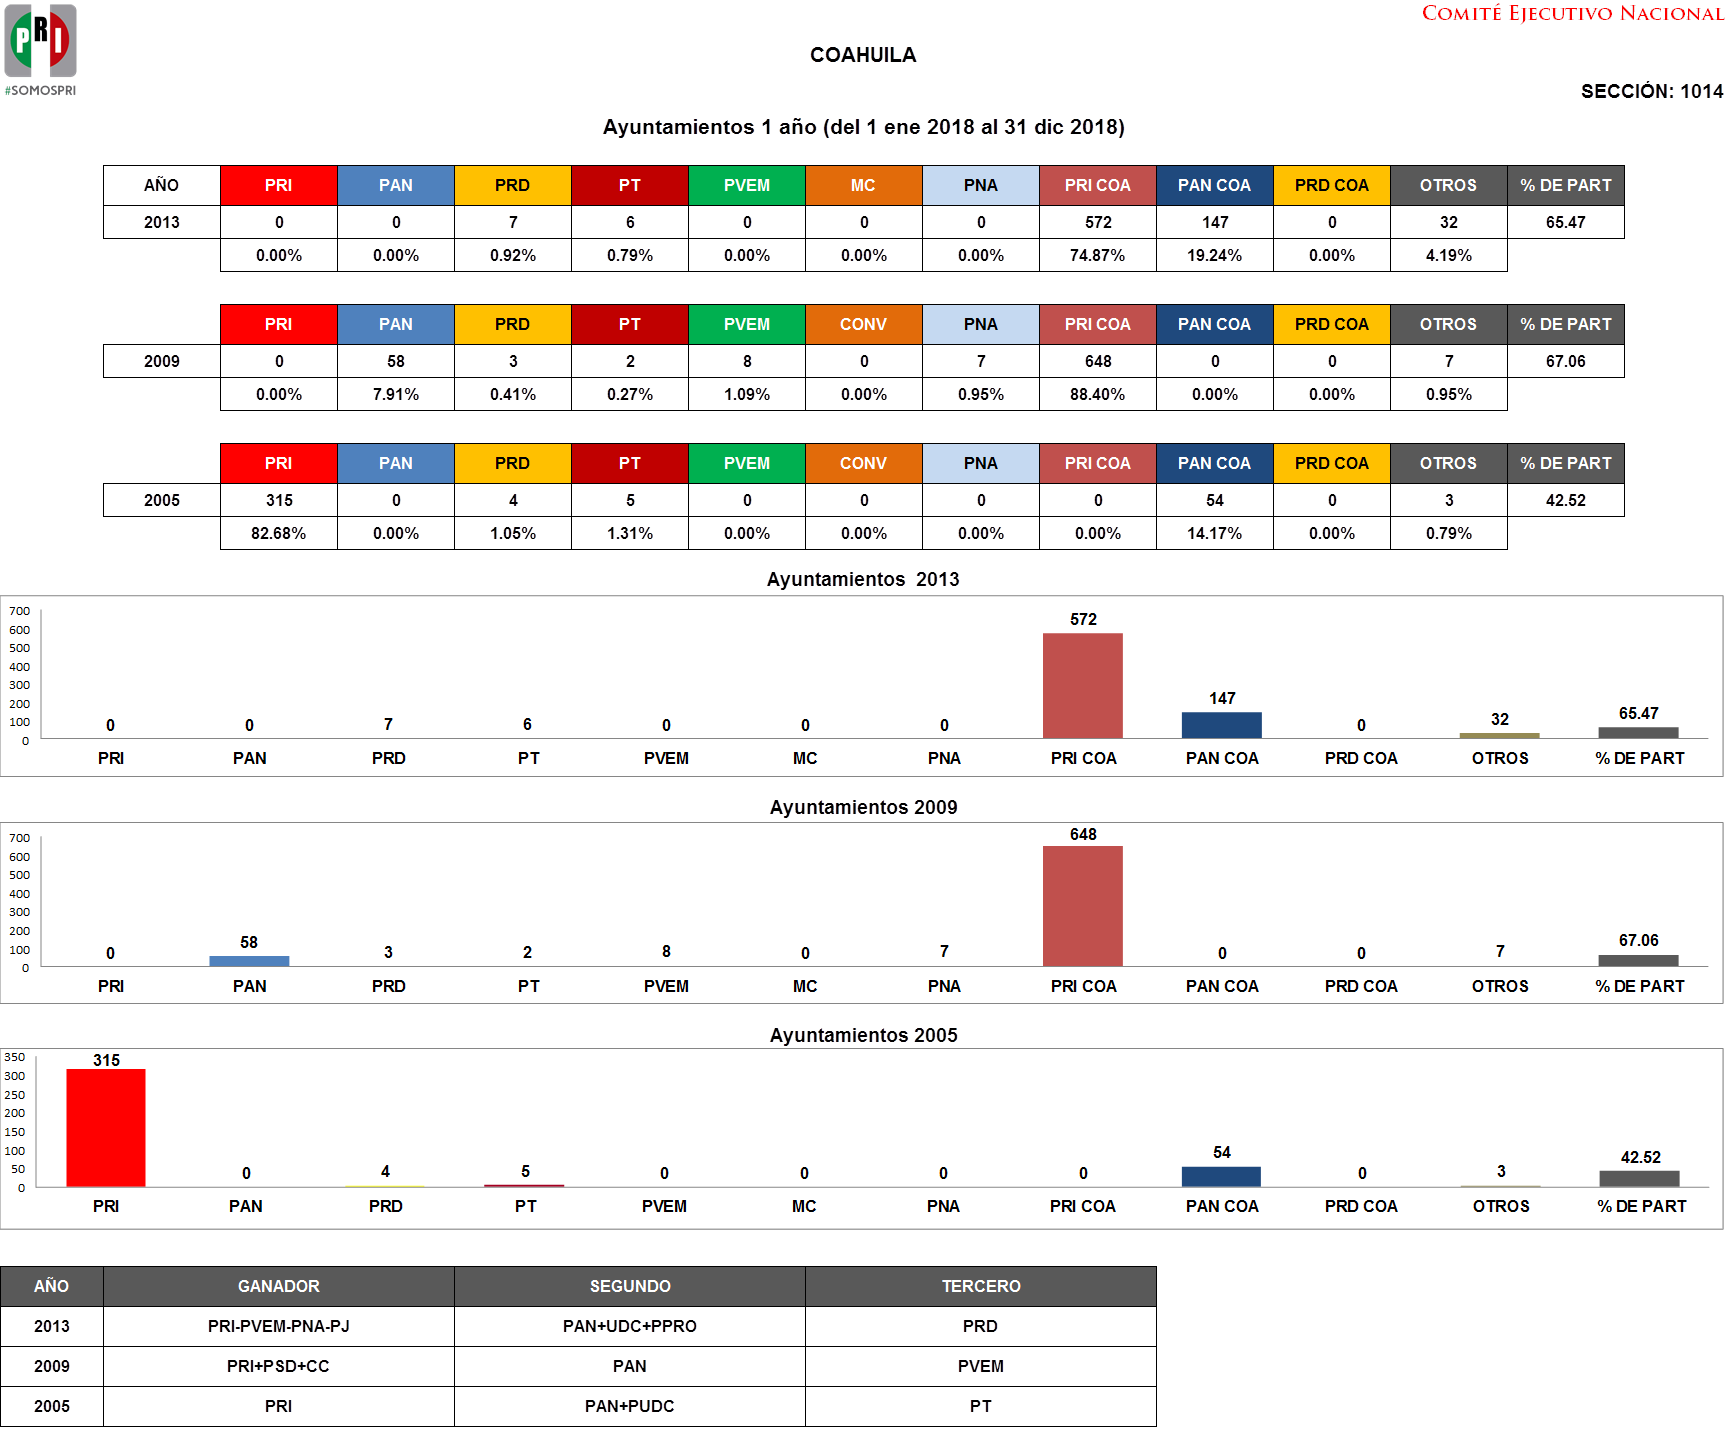 PRI
#SOMOSPRI
COMITÉ EJECUTIVO NACIONAL
COAHUILA
SECCIÓN: 1014
Ayuntamientos 1 año (del 1 ene 2018 al 31 dic 2018)
AÑO PRI PAN PRD PT PVEM MC PNA PRI COA PAN COA PRD COA OTROS % DE PART
2013 0 0 7 6 0 0 0 572 147 0 32 65.47
0.00% 0.00% 0.92% 0.79% 0.00% 0.00% 0.00% 74.87% 19.24% 0.00% 4.19%
PRI PAN PRD PT PVEM CONV PNA PRI COA PAN COA PRD COA OTROS % DE PART
2009 0 58 3 2 8 0 7 648 0 0 7 67.06
0.00% 7.91% 0.41% 0.27% 1.09% 0.00% 0.95% 88.40% 0.00% 0.00% 0.95%
PRI PAN PRD PT PVEM CONV PNA PRI COA PAN COA PRD COA OTROS % DE PART
2005 315 0 4 5 0 0 0 0 54 0 3 42.52
82.68% 0.00% 1.05% 1.31% 0.00% 0.00% 0.00% 0.00% 14.17% 0.00% 0.79%
Ayuntamientos 2013
700
600
500
400
300
200
100
0
0 0 7 6 0 0 0 572 147 0 32 65.47
PRI PAN PRD PT PVEM MC PNA PRI COA PAN COA PRD COA OTROS % DE PART
Ayuntamientos 2009
700
600
500
400
300
200
100
0
0 58 3 2 8 0 7 648 0 0 7 67.06
PRI PAN PRD PT PVEM MC PNA PRI COA PAN COA PRD COA OTROS % DE PART
Ayuntamientos 2005
350
300
250
200
150
100
50
0
315 0 4 5 0 0 0 0 54 0 3 42.52
PRI PAN PRD PT PVEM MC PNA PRI COA PAN COA PRD COA OTROS % DE PART
AÑO GANADOR SEGUNDO TERCERO
2013 PRI-PVEM-PNA-PJ PAN+UDC+PPRO PRD
2009 PRI+PSD+CC PAN PVEM
2005 PRI PAN+PUDC PT